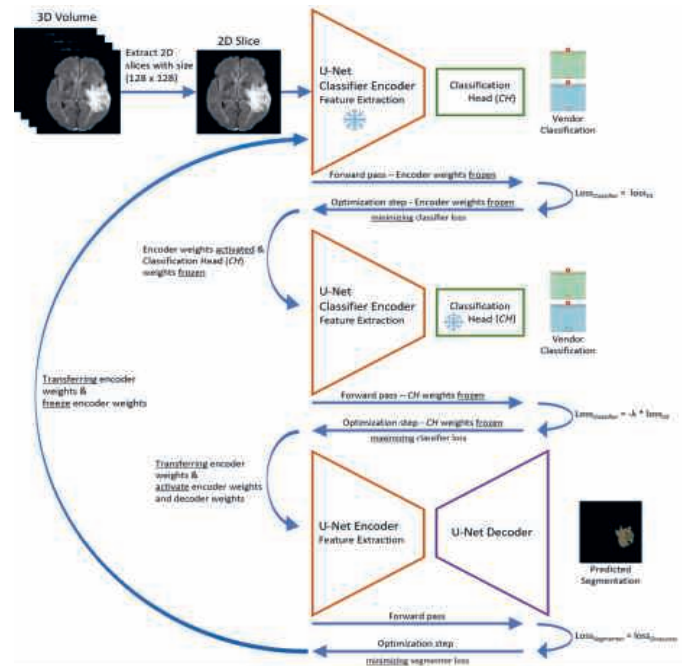 3D Volume
Extract 2D
slices with size
(128 x 128)
2D Slice
U-Net
Classifier Encoder
Feature Extraction
Classification
Head (CH)
Vendor
Classification
Forward pass – Encoder weights frozen
Optimization step - Encoder weights frozen
minimizing classifier loss
Loss_classifier =
Encoder weights activated &
Classification Head (CH)
weights frozen
U-Net
Classifier Encoder
Feature Extraction
Classification
Head (CH)
Vendor
Classification
Transferring encoder
weights &
freeze encoder weights
Forward pass – CH weights frozen
Optimization step - CH weights frozen
maximizing classifier loss
Loss_classifier = -k *
Transferring encoder
weights &
activate encoder weights
and decoder weights
U-Net Encoder
Feature Extraction
U-Net Decoder
Predicted
Segmentation
Forward pass
Optimization step
minimizing segmenter loss
Loss_segmenter =